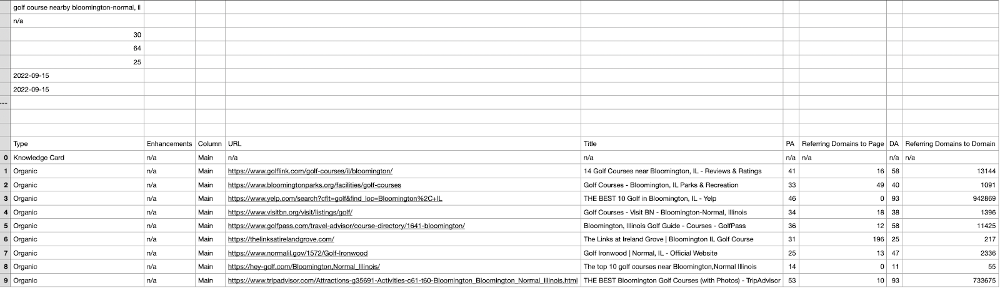 golf course nearby bloomington-normal, il
n/a
30
64
25
2022-09-15
2022-09-15
---
Type Enhancements Column URL Title PA Referring Domains to Page DA Referring Domains to Domain
0 Knowledge Card n/a Main n/a n/a n/a n/a n/a n/a
1 Organic n/a Main https://www.golflink.com/golf-courses/il/bloomington/ 14 Golf Courses near Bloomington, IL - Reviews & Ratings 41 16 58 13144
2 Organic n/a Main https://www.bloomingtonparks.org/facilities/golf-courses Golf Courses - Bloomington, IL Parks & Recreation 33 49 40 1091
3 Organic n/a Main https://www.yelp.com/search?cflt=golf&find_loc=Bloomington%2C+IL THE BEST 10 Golf in Bloomington, IL - Yelp 46 0 93 942869
4 Organic n/a Main https://www.visitbn.org/visit/listings/golf/ Golf Courses - Visit BN - Bloomington-Normal, Illinois 34 18 38 1396
5 Organic n/a Main https://www.golfpass.com/travel-advisor/course-directory/1641-bloomington/ Bloomington, Illinois Golf Guide - Courses - GolfPass 36 12 58 11425
6 Organic n/a Main https://thelinksatirelandgrove.com/ The Links at Ireland Grove | Bloomington IL Golf Course 31 196 25 217
7 Organic n/a Main https://www.normalil.gov/1572/Golf-Ironwood Golf Ironwood | Normal, IL - Official Website 25 13 47 2336
8 Organic n/a Main https://hey-golf.com/Bloomington,Normal_Illinois/ The top 10 golf courses near Bloomington,Normal Illinois 14 0 11 55
9 Organic n/a Main https://www.tripadvisor.com/Attractions-g35691-Activities-c61-t60-Bloomington_Bloomington_Normal_Illinois.html THE BEST Bloomington Golf Courses (with Photos) - TripAdvisor 53 10 93 733675